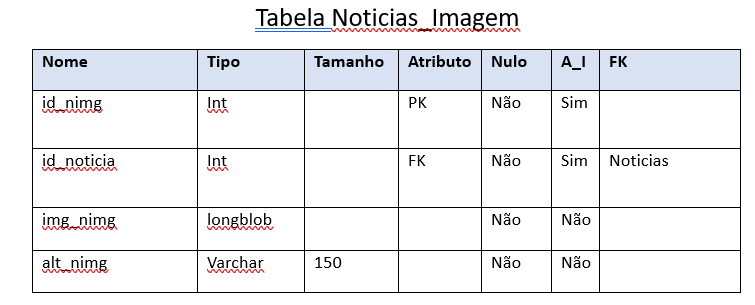 Tabela Noticias_Imagem
Nome Tipo Tamanho Atributo Nulo A_I FK
id_nimg Int PK Não Sim
id_noticia Int FK Não Sim Noticias
img_nimg longblob Não Não
alt_nimg Varchar 150 Não Não